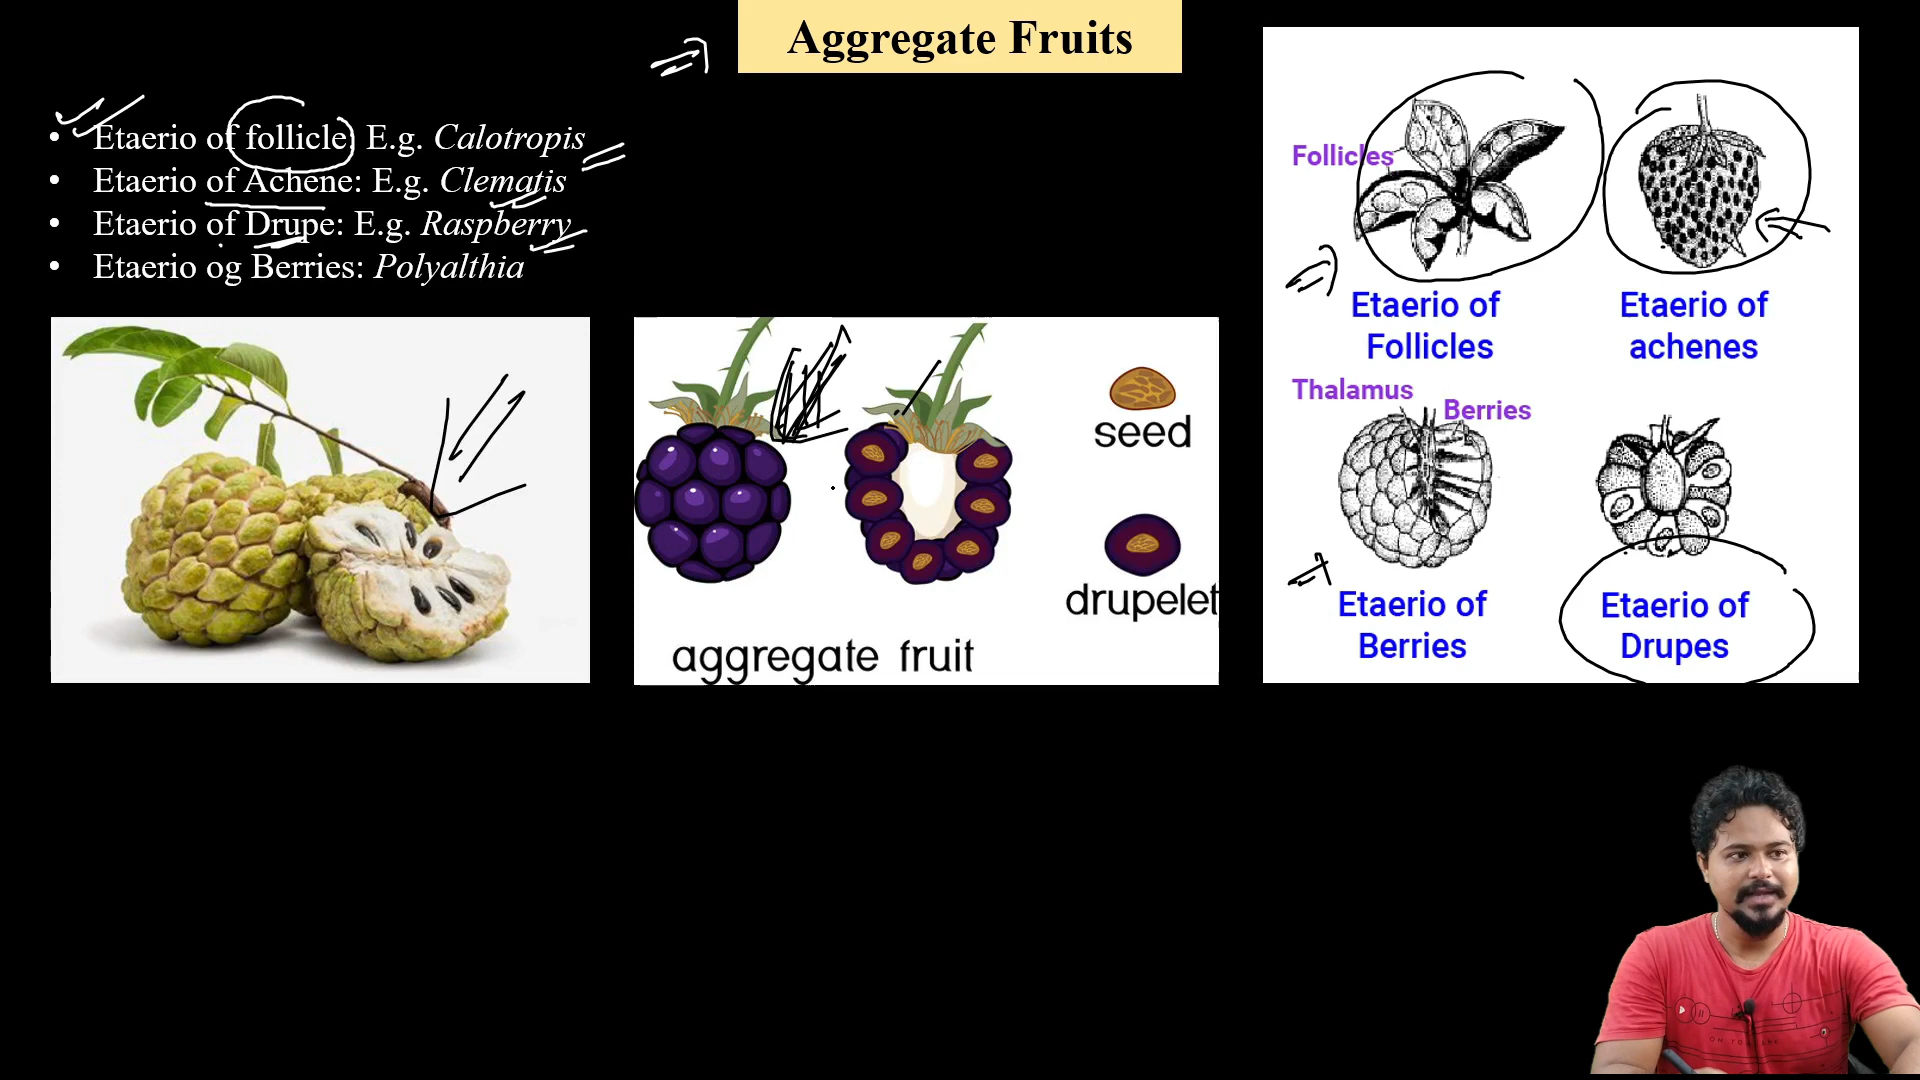 Aggregate Fruits
• Etaerio of follicle: E.g. Calotropis
• Etaerio of Achene: E.g. Clematis
• Etaerio of Drupe: E.g. Raspberry
• Etaerio og Berries: Polyalthia
seed
drupelet
aggregate fruit
Follicles
Etaerio of
Follicles
Etaerio of
achenes
Thalamus
Berries
Etaerio of
Berries
Etaerio of
Drupes